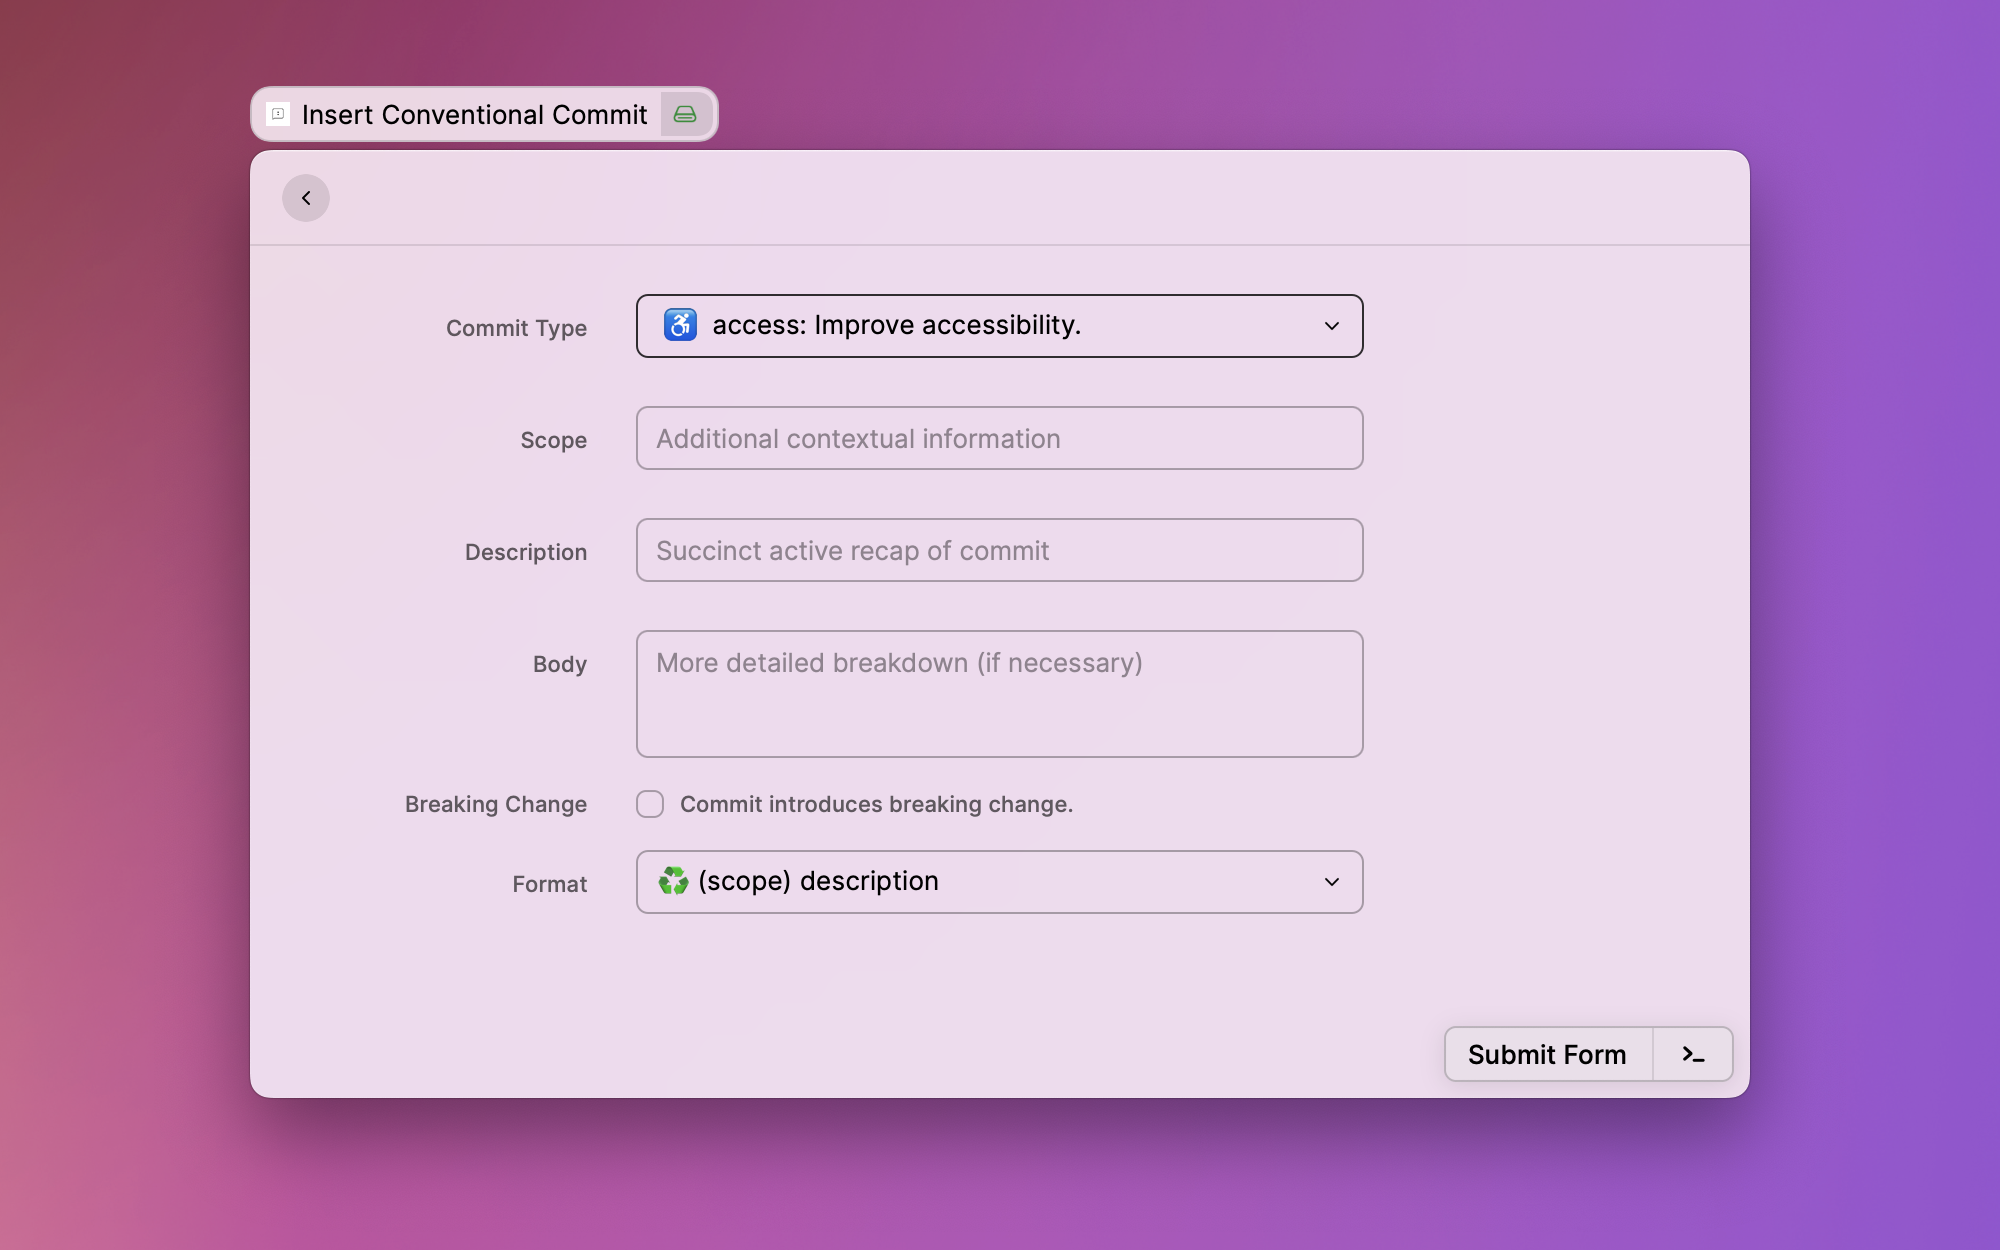 Insert Conventional Commit
Commit Type
♿ access: Improve accessibility.
Scope
Additional contextual information
Description
Succinct active recap of commit
Body
More detailed breakdown (if necessary)
Breaking Change
Commit introduces breaking change.
Format
♻️ (scope) description
Submit Form